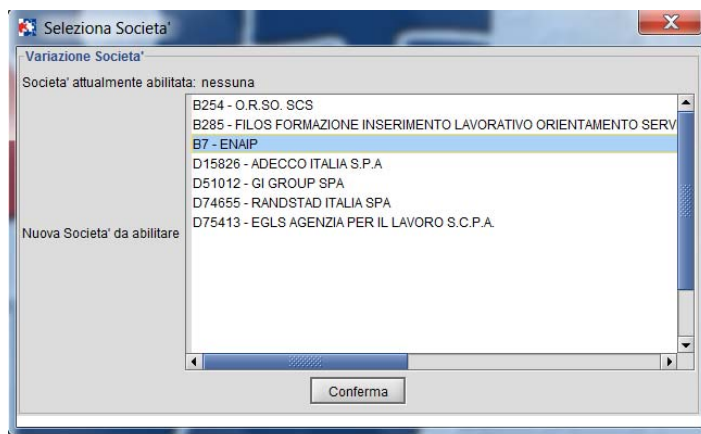 Seleziona Societa'
Variazione Societa'
Societa' attualmente abilitata: nessuna
B254 - O.R.SO. SCS
B285 - FILOS FORMAZIONE INSERIMENTO LAVORATIVO ORIENTAMENTO SERV
B7 - ENAIP
D15826 - ADECCO ITALIA S.P.A
D51012 - GI GROUP SPA
D74655 - RANDSTAD ITALIA SPA
D75413 - EGLS AGENZIA PER IL LAVORO S.C.P.A.
Nuova Societa' da abilitare
Conferma